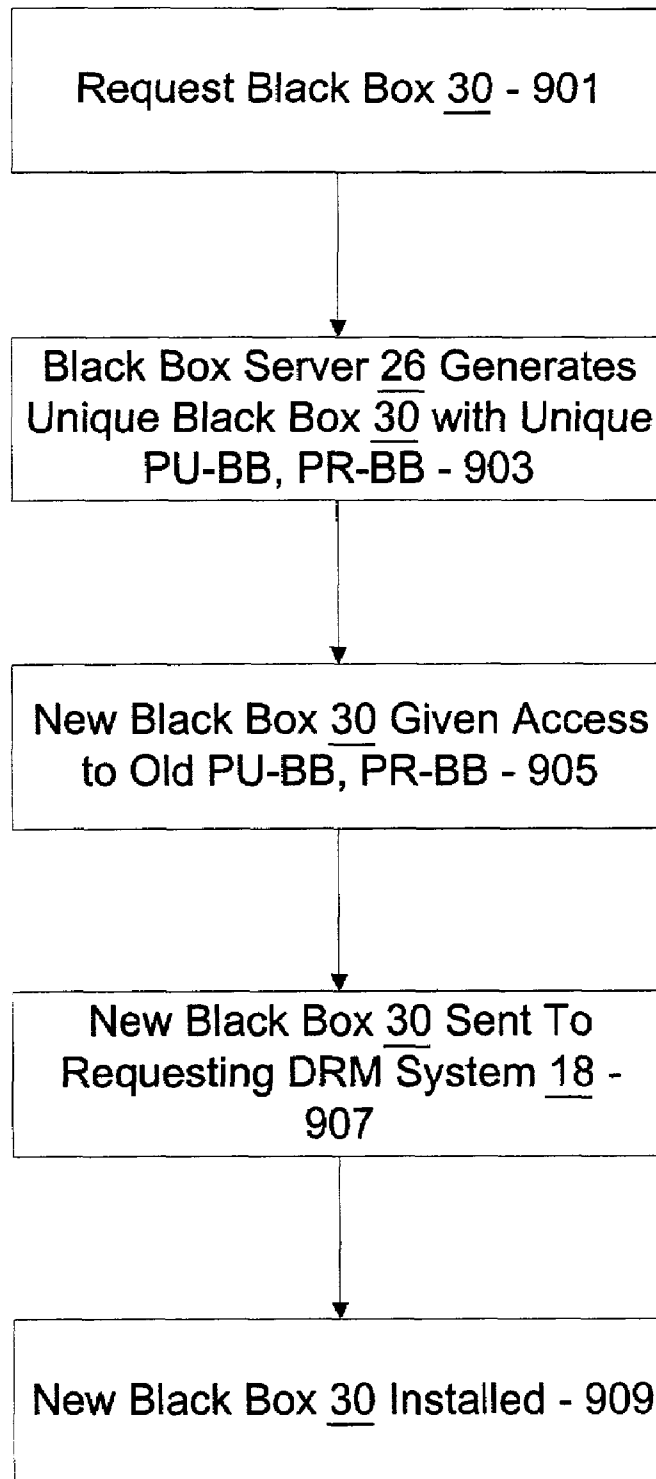 Request Black Box 30 - 901
Black Box Server 26 Generates
Unique Black Box 30 with Unique
PU-BB, PR-BB - 903
New Black Box 30 Given Access
to Old PU-BB, PR-BB - 905
New Black Box 30 Sent To
Requesting DRM System 18 -
907
New Black Box 30 Installed - 909